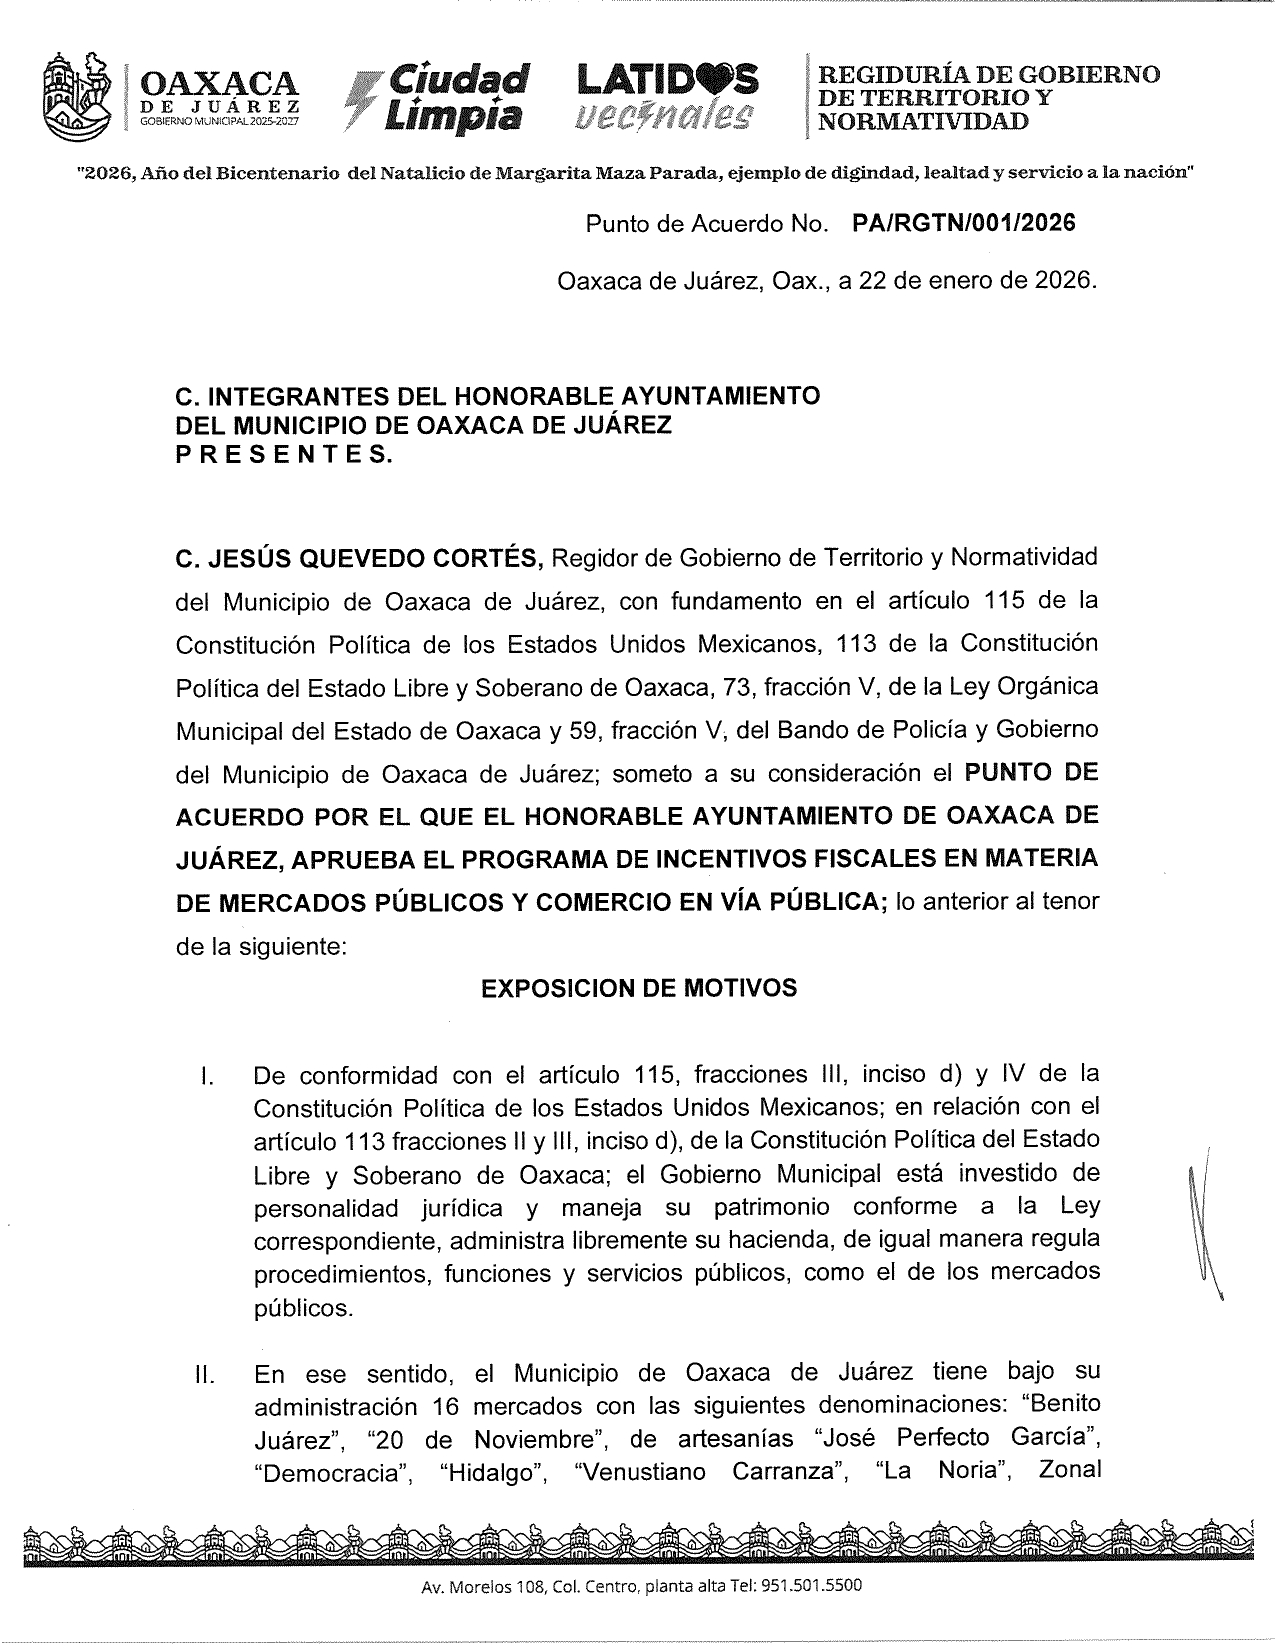 OAXACA
DE JUÁREZ
GOBIERNO MUNICIPAL 2025-2027
Ciudad
Limpia
LATIDOS
vecinales
REGIDURÍA DE GOBIERNO
DE TERRITORIO Y
NORMATIVIDAD
"2026, Año del Bicentenario del Natalicio de Margarita Maza Parada, ejemplo de digindad, lealtad y servicio a la nación"
Punto de Acuerdo No. PA/RGTN/001/2026
Oaxaca de Juárez, Oax., a 22 de enero de 2026.
C. INTEGRANTES DEL HONORABLE AYUNTAMIENTO
DEL MUNICIPIO DE OAXACA DE JUÁREZ
P R E S E N T E S.
C. JESÚS QUEVEDO CORTÉS, Regidor de Gobierno de Territorio y Normatividad
del Municipio de Oaxaca de Juárez, con fundamento en el artículo 115 de la
Constitución Política de los Estados Unidos Mexicanos, 113 de la Constitución
Política del Estado Libre y Soberano de Oaxaca, 73, fracción V, de la Ley Orgánica
Municipal del Estado de Oaxaca y 59, fracción V, del Bando de Policía y Gobierno
del Municipio de Oaxaca de Juárez; someto a su consideración el PUNTO DE
ACUERDO POR EL QUE EL HONORABLE AYUNTAMIENTO DE OAXACA DE
JUÁREZ, APRUEBA EL PROGRAMA DE INCENTIVOS FISCALES EN MATERIA
DE MERCADOS PÚBLICOS Y COMERCIO EN VÍA PÚBLICA; lo anterior al tenor
de la siguiente:
EXPOSICION DE MOTIVOS
I. De conformidad con el artículo 115, fracciones III, inciso d) y IV de la
Constitución Política de los Estados Unidos Mexicanos; en relación con el
artículo 113 fracciones II y III, inciso d), de la Constitución Política del Estado
Libre y Soberano de Oaxaca; el Gobierno Municipal está investido de
personalidad jurídica y maneja su patrimonio conforme a la Ley
correspondiente, administra libremente su hacienda, de igual manera regula
procedimientos, funciones y servicios públicos, como el de los mercados
públicos.
II. En ese sentido, el Municipio de Oaxaca de Juárez tiene bajo su
administración 16 mercados con las siguientes denominaciones: “Benito
Juárez”, “20 de Noviembre”, de artesanías “José Perfecto García”,
“Democracia”, “Hidalgo”, “Venustiano Carranza”, “La Noria”, Zonal
Av. Morelos 108, Col. Centro, planta alta Tel: 951.501.5500